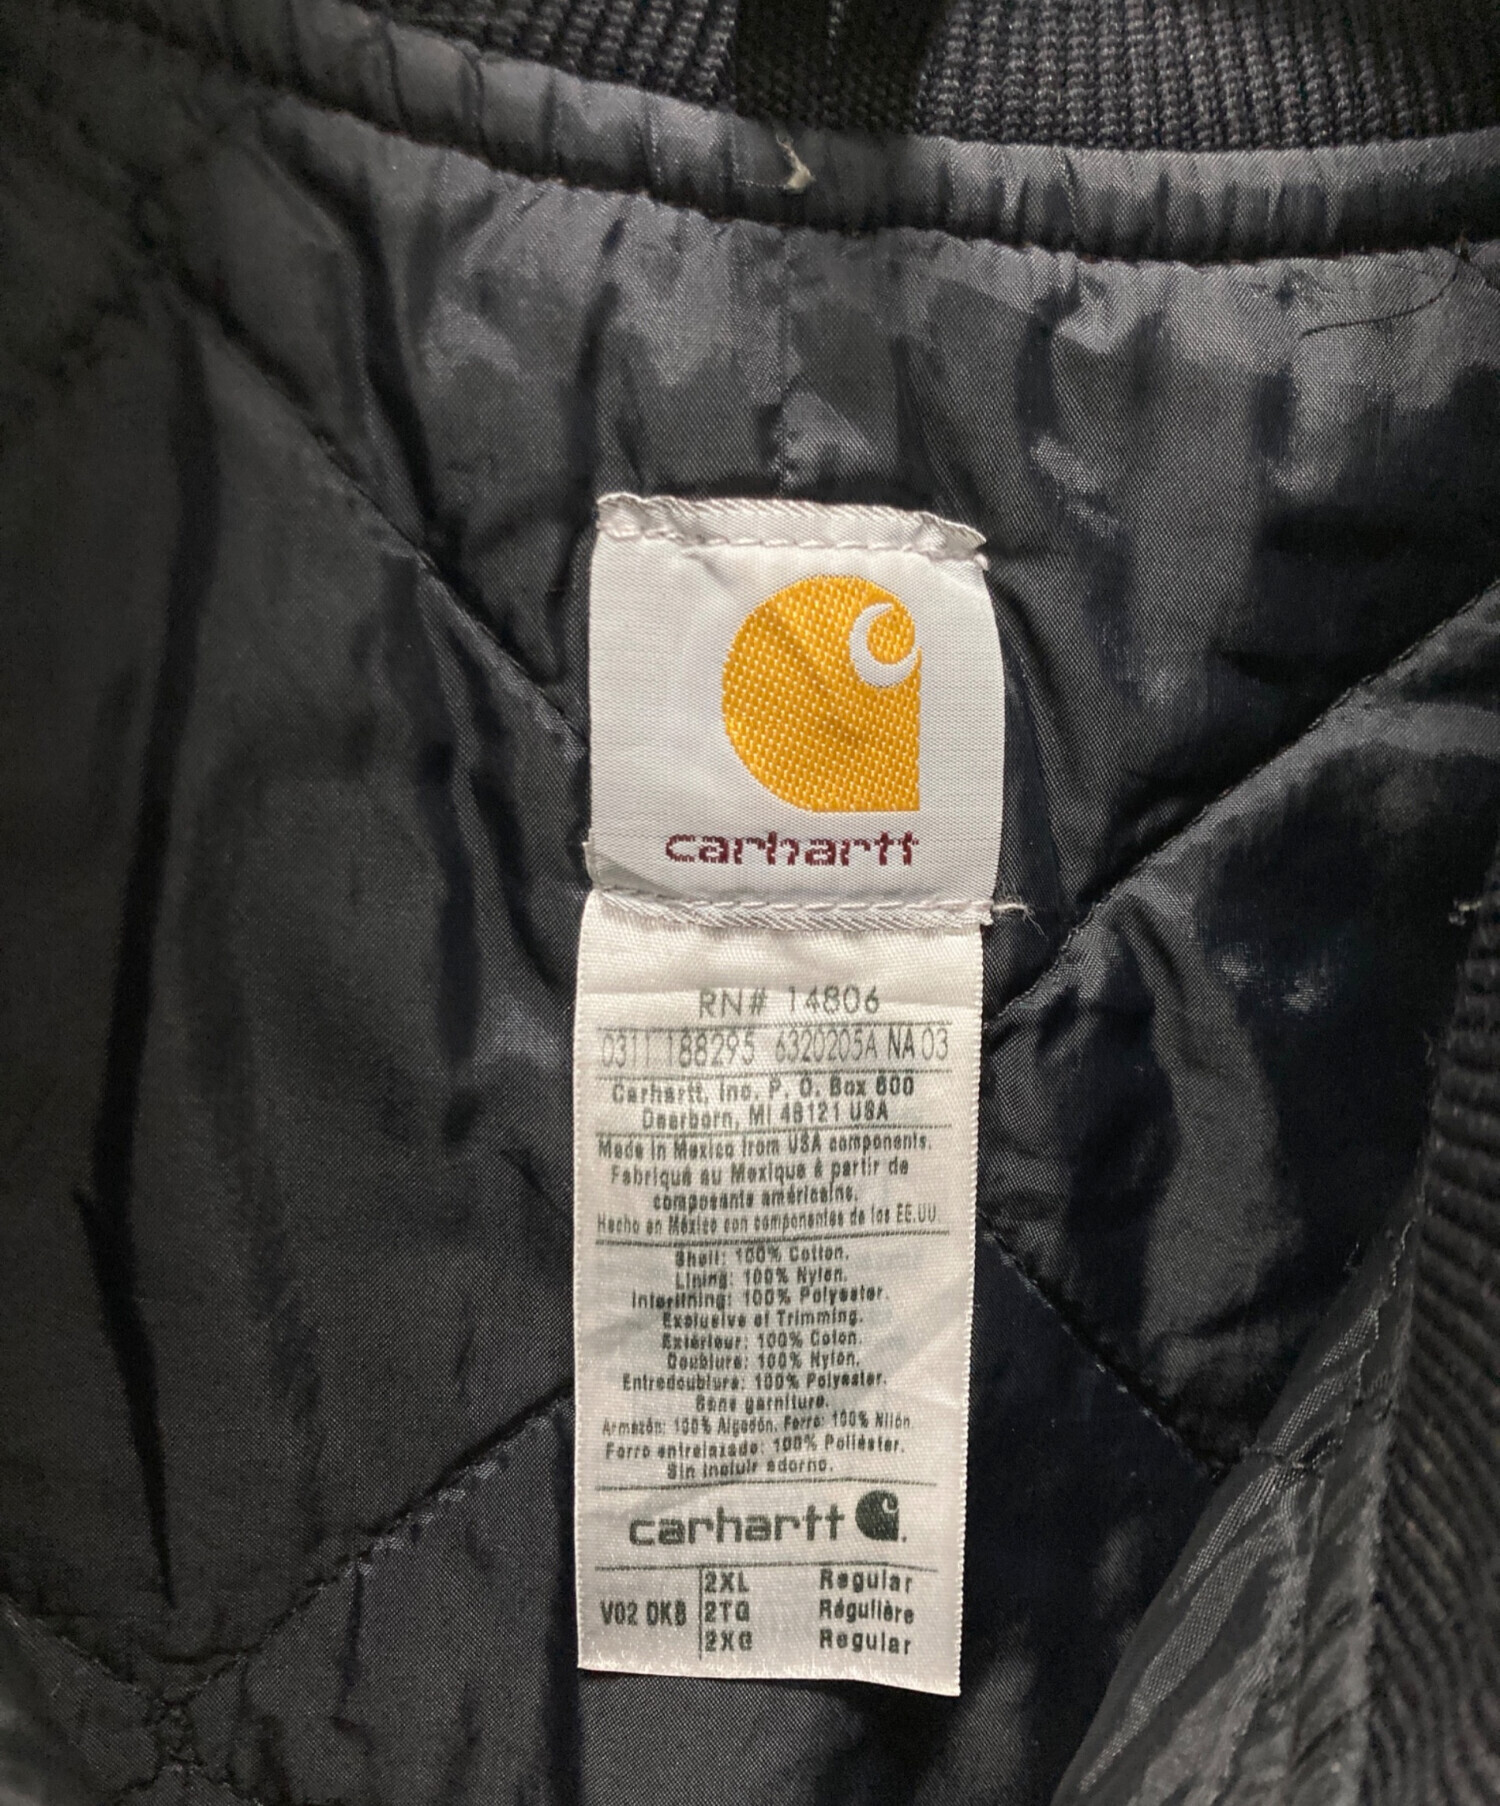 carhartt
RN# 14806
0311 188295 6320205A NA 03
Carhartt, Inc. P. O. Box 600
Dearborn, MI 48121 USA
Made in Mexico from USA components.
Fabriqué au Mexique à partir de
composants américains.
Hecho en México con componentes de los EE.UU.
Shell: 100% Cotton.
Lining: 100% Nylon.
Interlining: 100% Polyester.
Exclusive of Trimming.
Extérieur: 100% Coton.
Doublure: 100% Nylon.
Entredoublure: 100% Polyester.
Sans garniture.
Armazón: 100% Algodón. Forro: 100% Nilón.
Forro entrelazado: 100% Poliéster.
Sin incluir adorno.
carhartt
V02 DKB
2XL Regular
2TG Régulière
2XG Regular